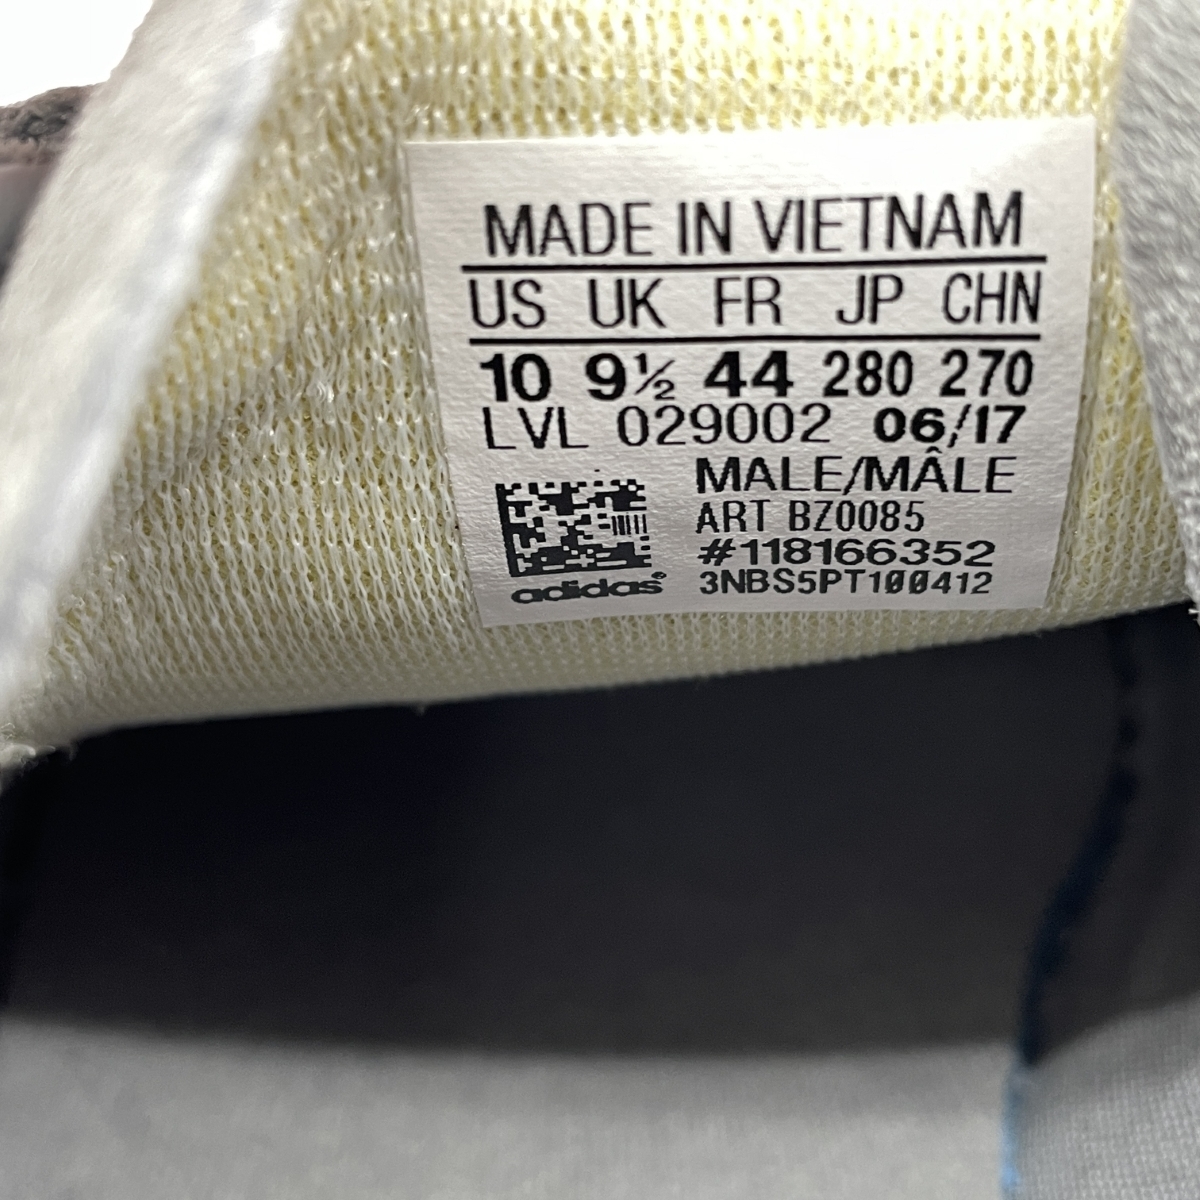 MADE IN VIETNAM
US UK FR JP CHN
10 9½ 44 280 270
LVL 029002 06/17
MALE/MÂLE
ART BZ0085
#118166352
3NBS5PT100412
adidas®